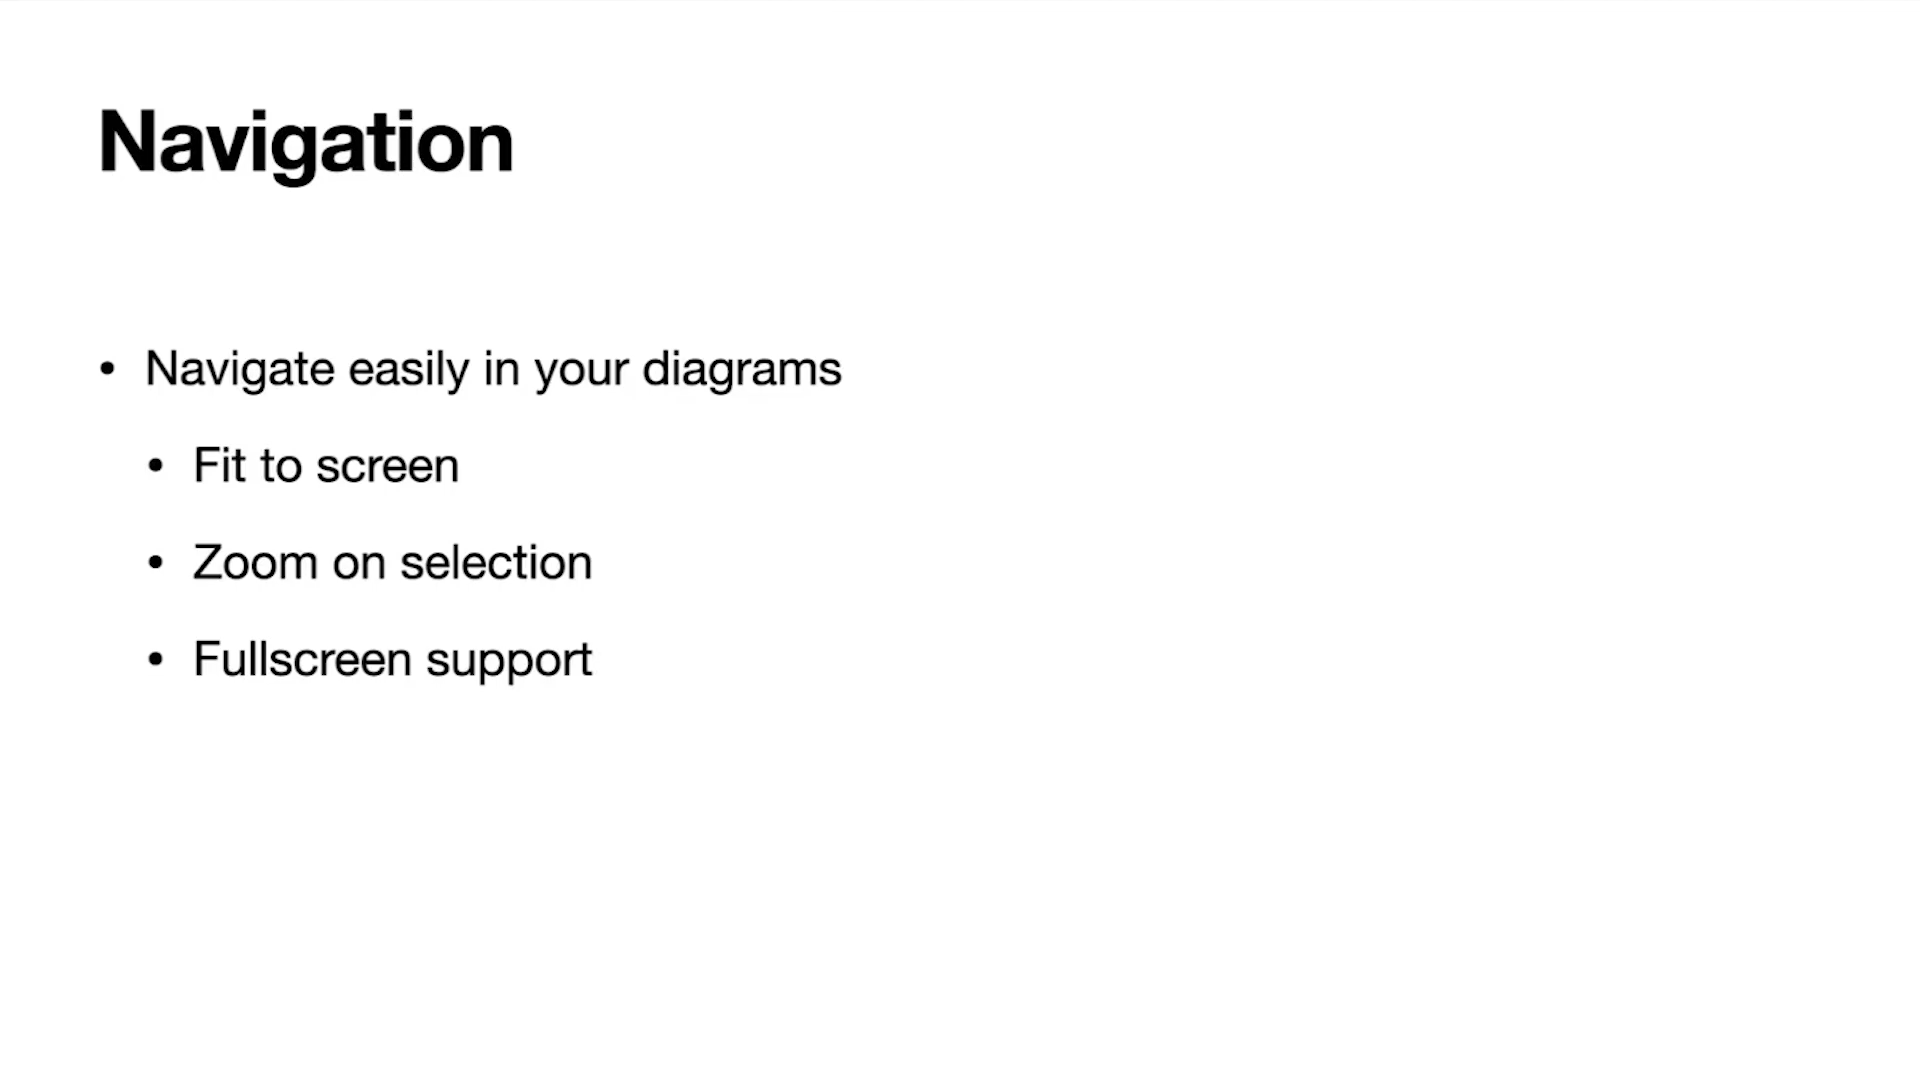 Navigation
• Navigate easily in your diagrams
• Fit to screen
• Zoom on selection
• Fullscreen support